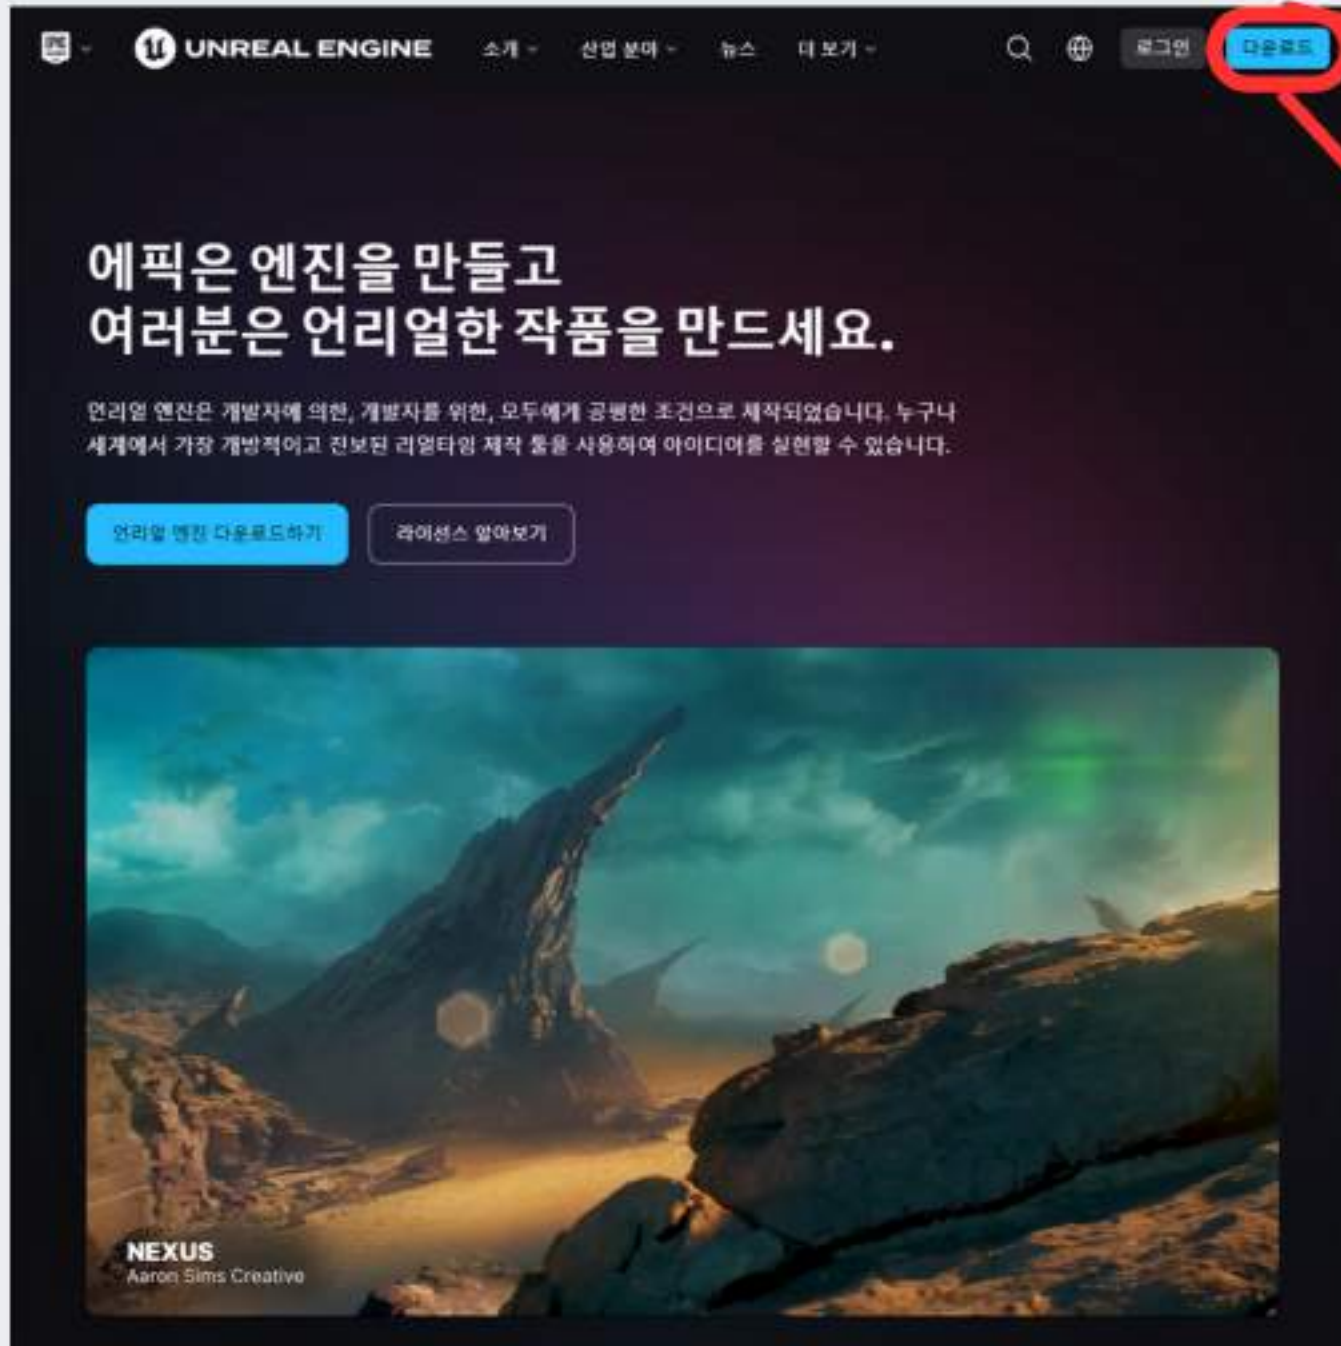 UNREAL ENGINE 소개 산업 분야 뉴스 더 보기 로그인 다운로드
에픽은 엔진을 만들고
여러분은 언리얼한 작품을 만드세요.
언리얼 엔진은 개발자에 의한, 개발자를 위한, 모두에게 공평한 조건으로 제작되었습니다. 누구나
세계에서 가장 개방적이고 진보된 리얼타임 제작 툴을 사용하여 아이디어를 실현할 수 있습니다.
언리얼 엔진 다운로드하기 라이선스 알아보기
NEXUS
Aaron Sims Creative